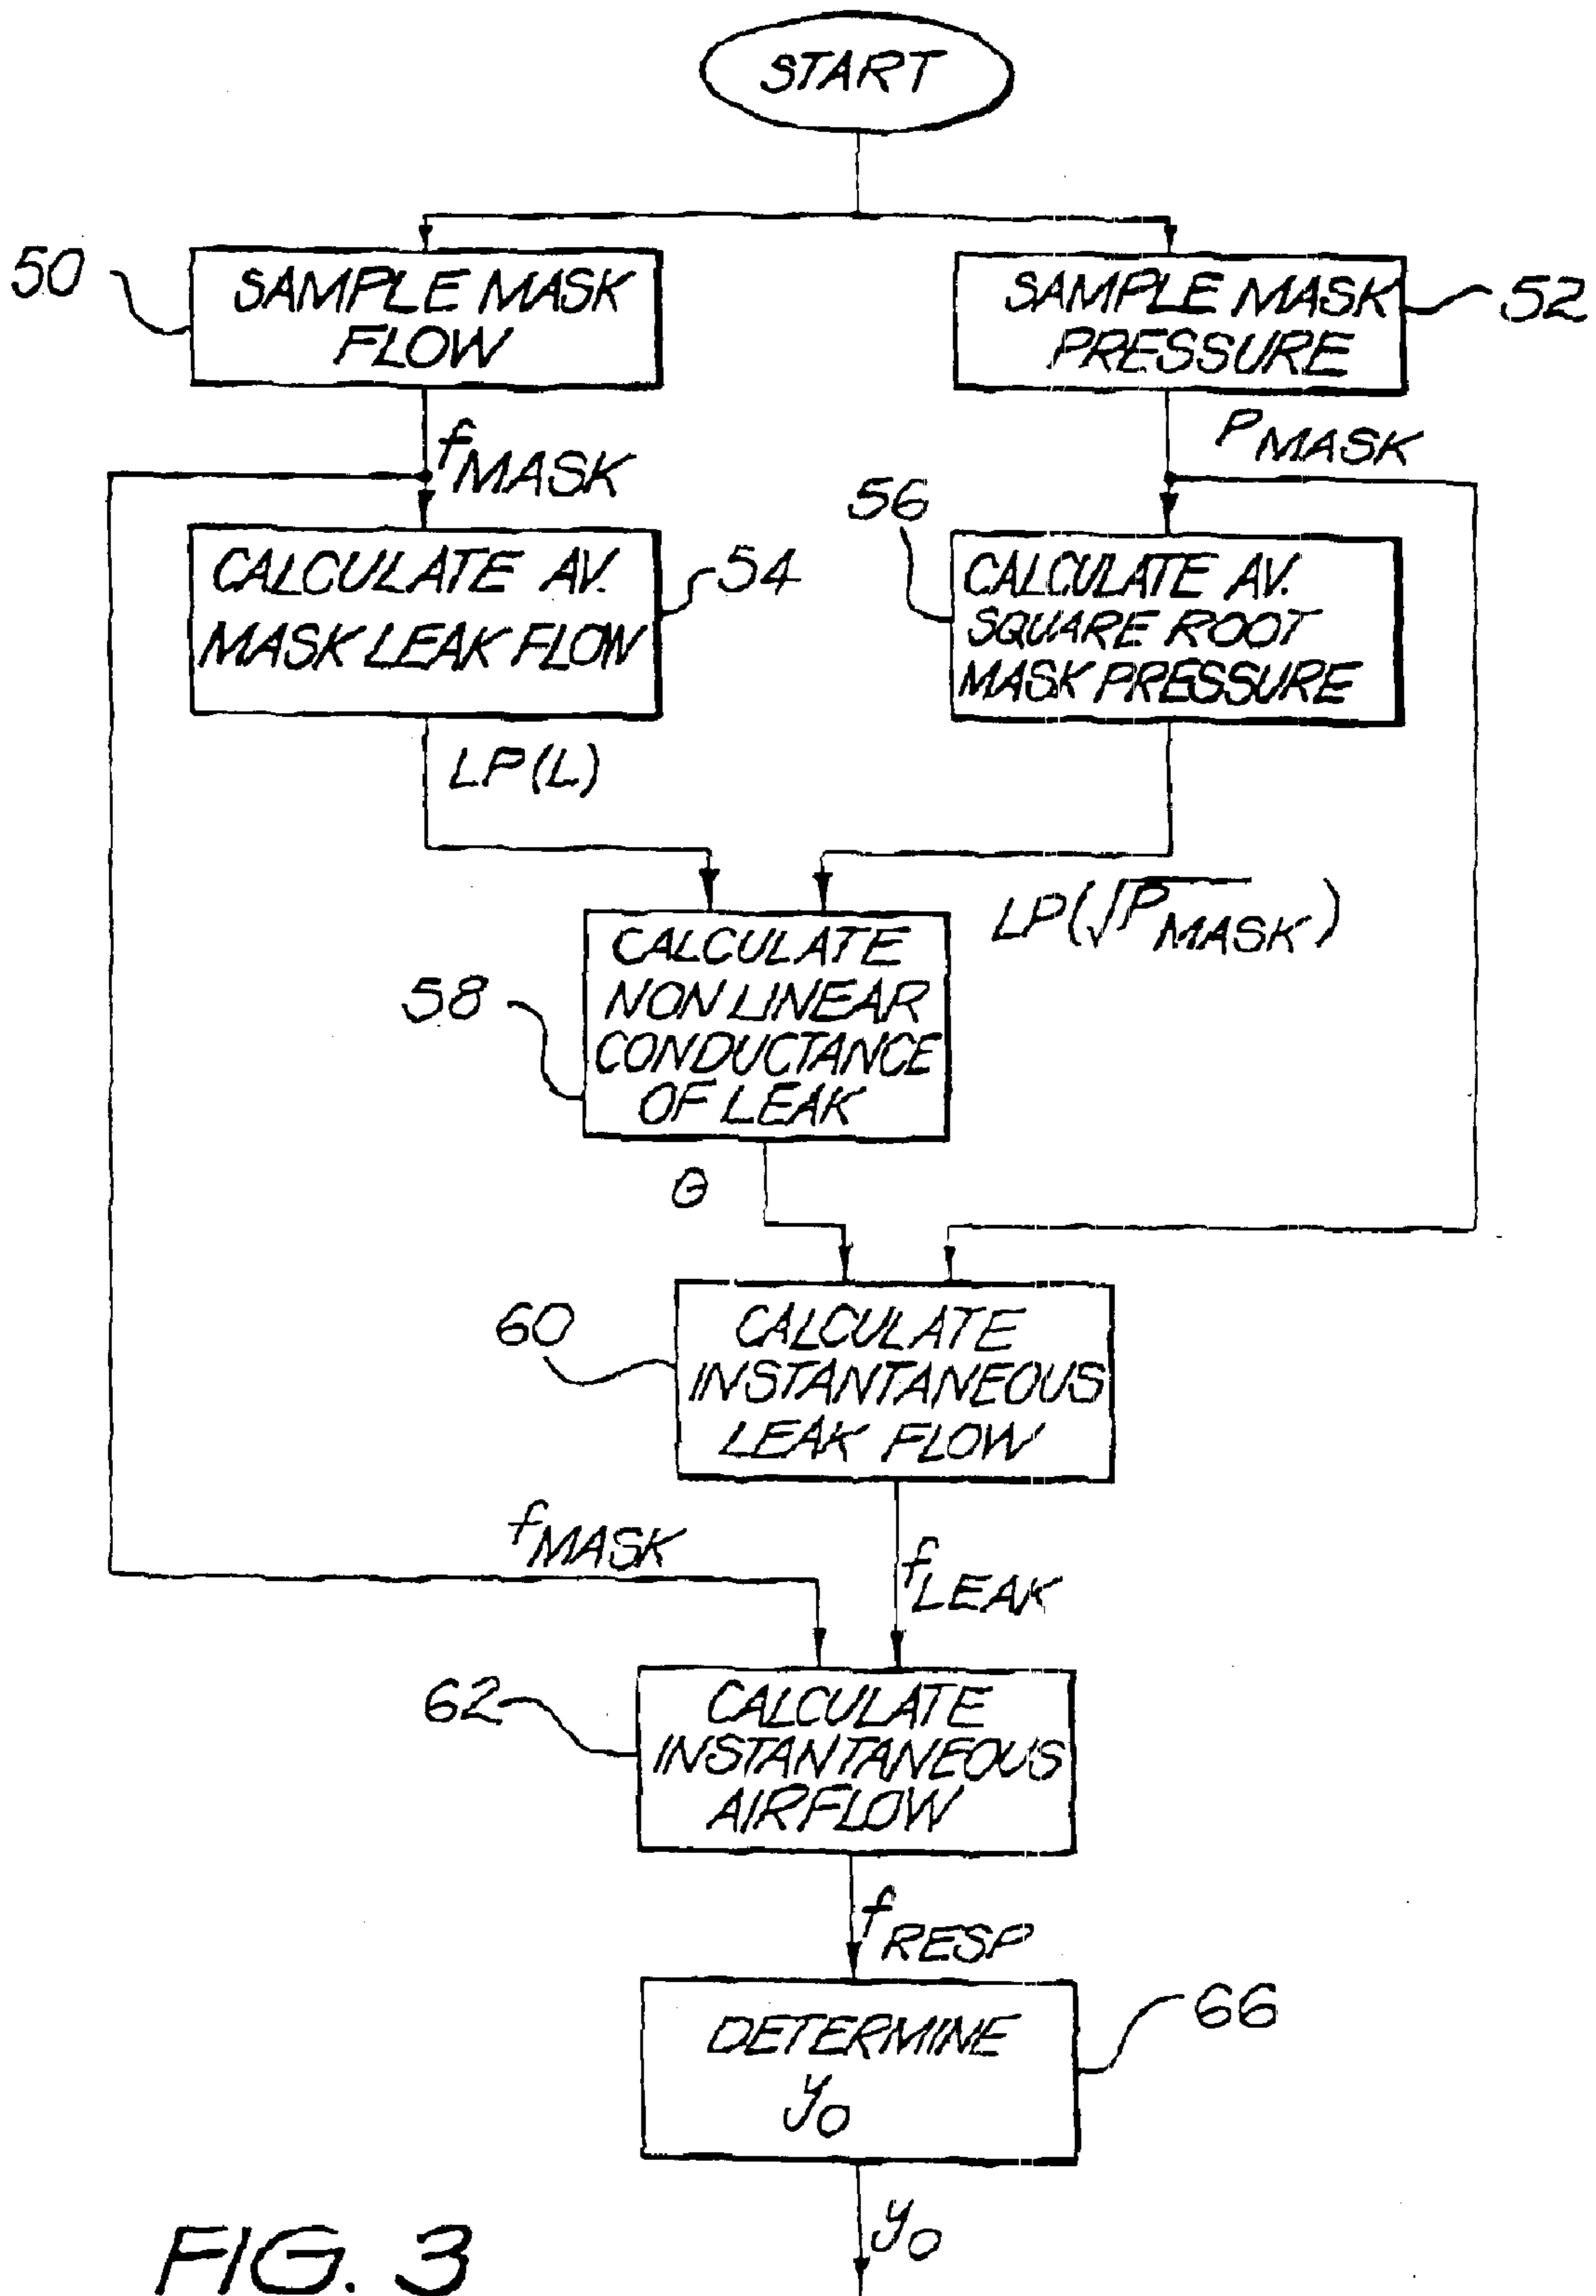 START
50
SAMPLE MASK
FLOW
SAMPLE MASK
PRESSURE
52
fMASK
PMASK
56
CALCULATE AV.
MASK LEAK FLOW
54
CALCULATE AV.
SQUARE ROOT
MASK PRESSURE
LP(L)
LP(√PMASK)
58
CALCULATE
NON LINEAR
CONDUCTANCE
OF LEAK
G
60
CALCULATE
INSTANTANEOUS
LEAK FLOW
fMASK
fLEAK
62
CALCULATE
INSTANTANEOUS
AIRFLOW
fRESP
66
DETERMINE
y0
y0
FIG. 3